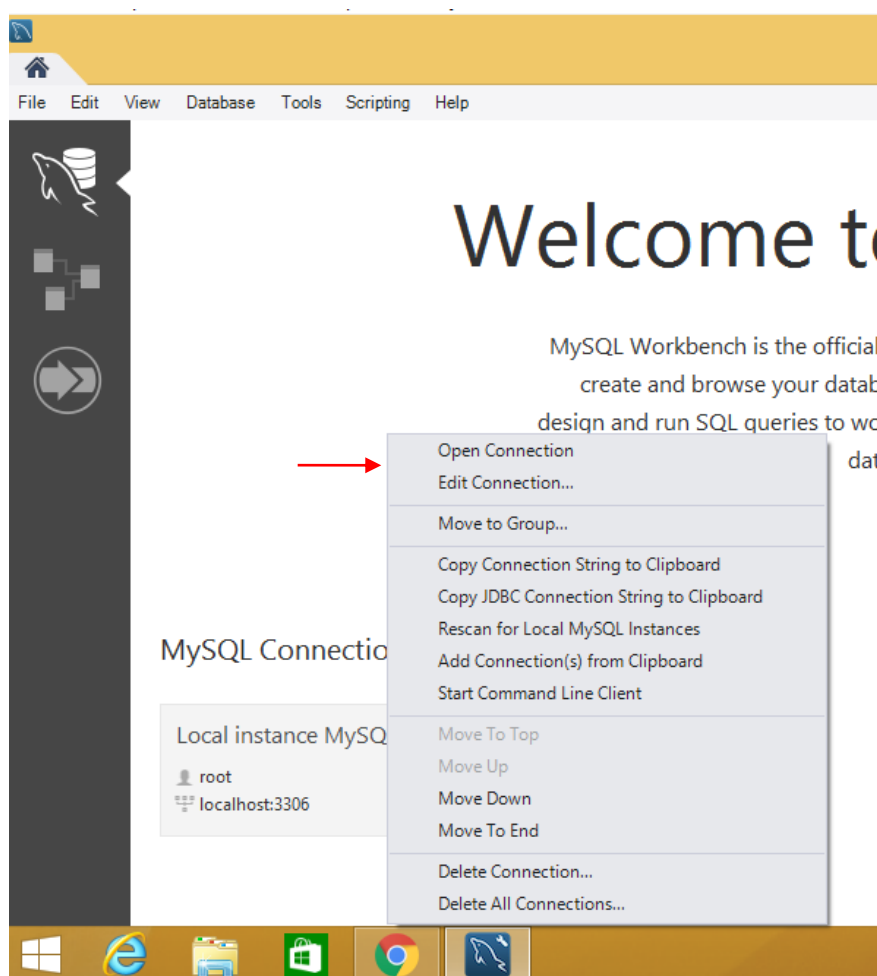 File Edit View Database Tools Scripting Help
Welcome to
MySQL Workbench is the official
create and browse your datab
design and run SQL queries to wo
dat
Open Connection
Edit Connection...
Move to Group...
Copy Connection String to Clipboard
Copy JDBC Connection String to Clipboard
Rescan for Local MySQL Instances
Add Connection(s) from Clipboard
Start Command Line Client
Move To Top
Move Up
Move Down
Move To End
Delete Connection...
Delete All Connections...
MySQL Connectio
Local instance MySQ
root
localhost:3306